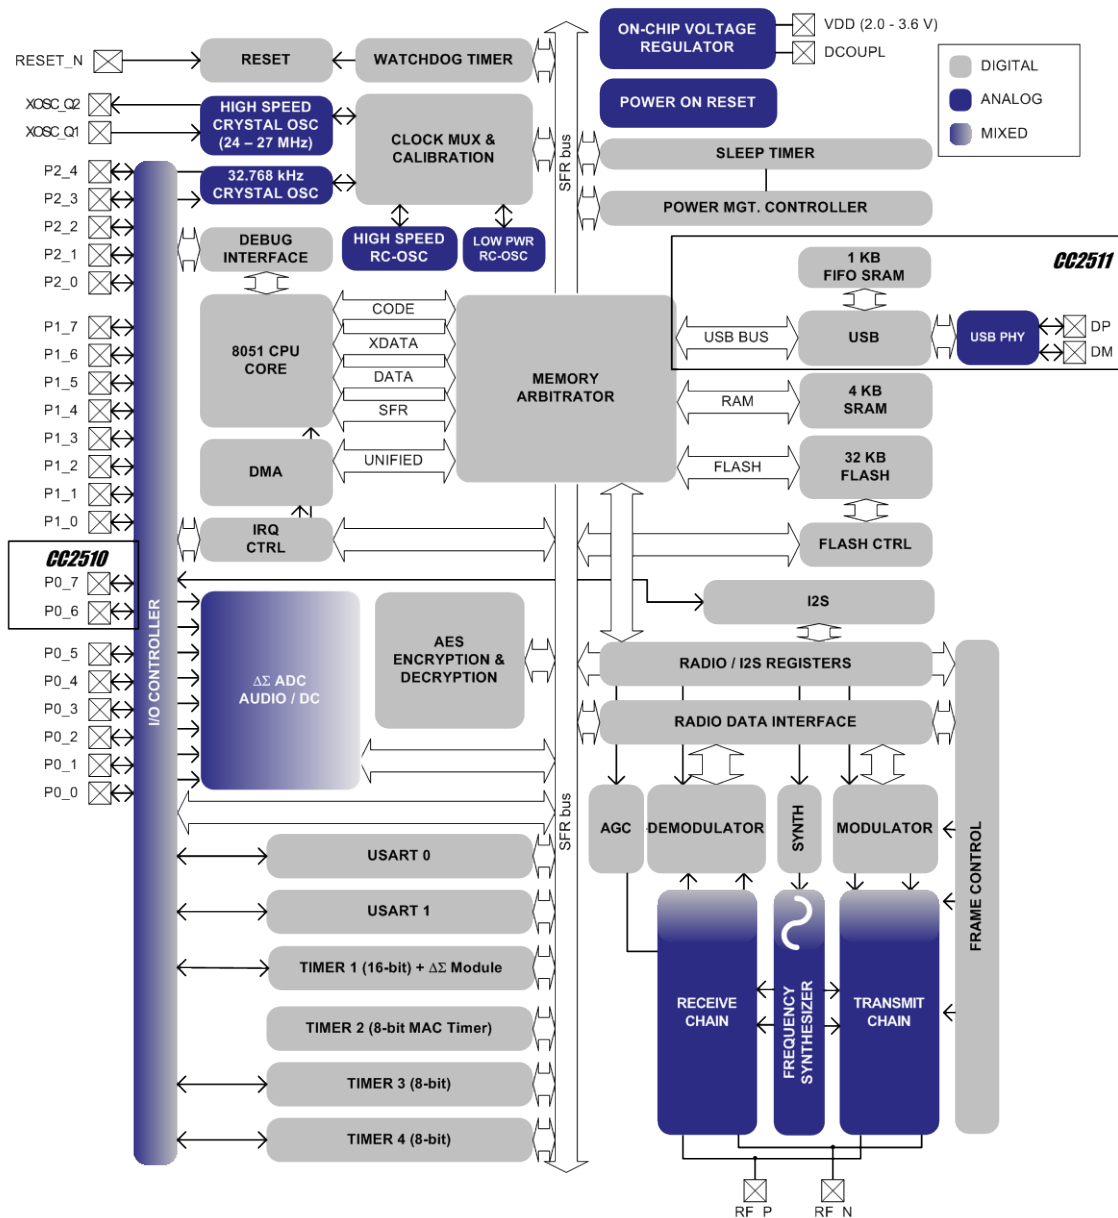 RESET_N
RESET
WATCHDOG TIMER
ON-CHIP VOLTAGE
REGULATOR
VDD (2.0 - 3.6 V)
DCOUPL
DIGITAL
ANALOG
MIXED
POWER ON RESET
XOSC_Q2
XOSC_Q1
HIGH SPEED
CRYSTAL OSC
(24 – 27 MHz)
CLOCK MUX &
CALIBRATION
SFR bus
SLEEP TIMER
32.768 kHz
CRYSTAL OSC
POWER MGT. CONTROLLER
P2_4
P2_3
P2_2
P2_1
P2_0
DEBUG
INTERFACE
HIGH SPEED
RC-OSC
LOW PWR
RC-OSC
1 KB
FIFO SRAM
CC2511
USB BUS
USB
USB PHY
DP
DM
P1_7
P1_6
P1_5
P1_4
P1_3
P1_2
P1_1
P1_0
8051 CPU
CORE
CODE
XDATA
DATA
SFR
MEMORY
ARBITRATOR
RAM
4 KB
SRAM
DMA
UNIFIED
FLASH
32 KB
FLASH
IRQ
CTRL
FLASH CTRL
CC2510
P0_7
P0_6
P0_5
P0_4
P0_3
P0_2
P0_1
P0_0
I/O CONTROLLER
ΔΣ ADC
AUDIO / DC
AES
ENCRYPTION &
DECRYPTION
I2S
RADIO / I2S REGISTERS
RADIO DATA INTERFACE
SFR bus
AGC
DEMODULATOR
SYNTH
MODULATOR
FRAME CONTROL
USART 0
USART 1
TIMER 1 (16-bit) + ΔΣ Module
TIMER 2 (8-bit MAC Timer)
TIMER 3 (8-bit)
TIMER 4 (8-bit)
RECEIVE
CHAIN
FREQUENCY
SYNTHESIZER
TRANSMIT
CHAIN
RF_P
RF_N